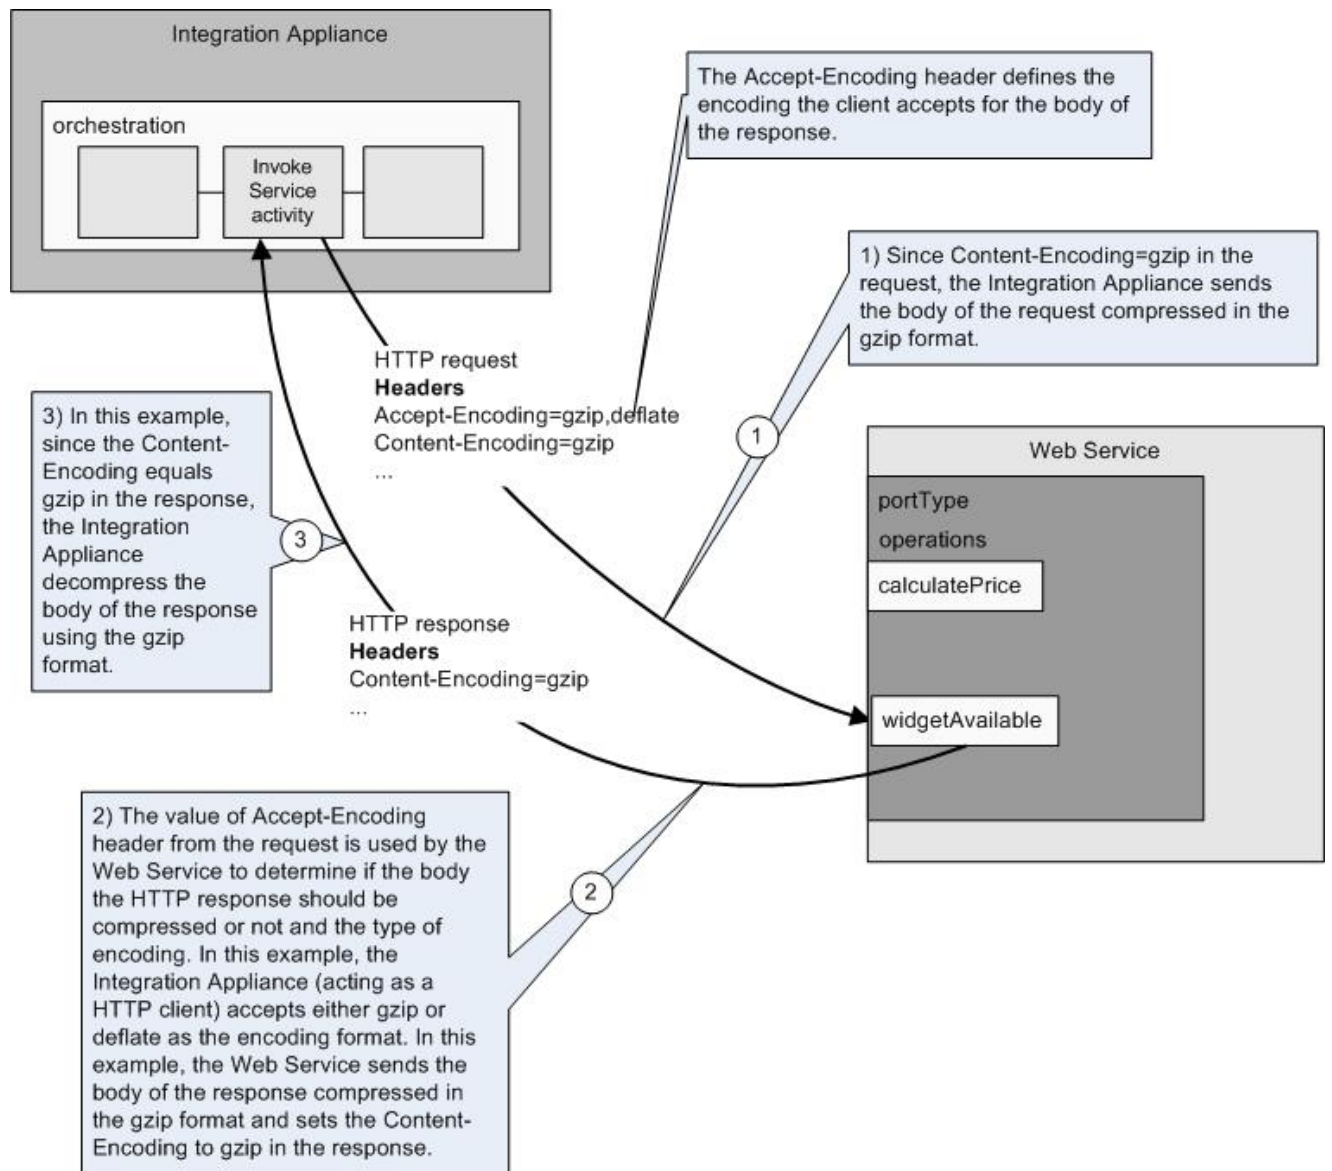 Integration Appliance
orchestration
Invoke
Service
activity
The Accept-Encoding header defines the
encoding the client accepts for the body of
the response.
1) Since Content-Encoding=gzip in the
request, the Integration Appliance sends
the body of the request compressed in the
gzip format.
HTTP request
Headers
Accept-Encoding=gzip,deflate
Content-Encoding=gzip
...
1
3) In this example,
since the Content-
Encoding equals
gzip in the response,
the Integration
Appliance
decompress the
body of the response
using the gzip
format.
3
Web Service
portType
operations
calculatePrice
widgetAvailable
HTTP response
Headers
Content-Encoding=gzip
...
2) The value of Accept-Encoding
header from the request is used by the
Web Service to determine if the body
the HTTP response should be
compressed or not and the type of
encoding. In this example, the
Integration Appliance (acting as a
HTTP client) accepts either gzip or
deflate as the encoding format. In this
example, the Web Service sends the
body of the response compressed in
the gzip format and sets the Content-
Encoding to gzip in the response.
2